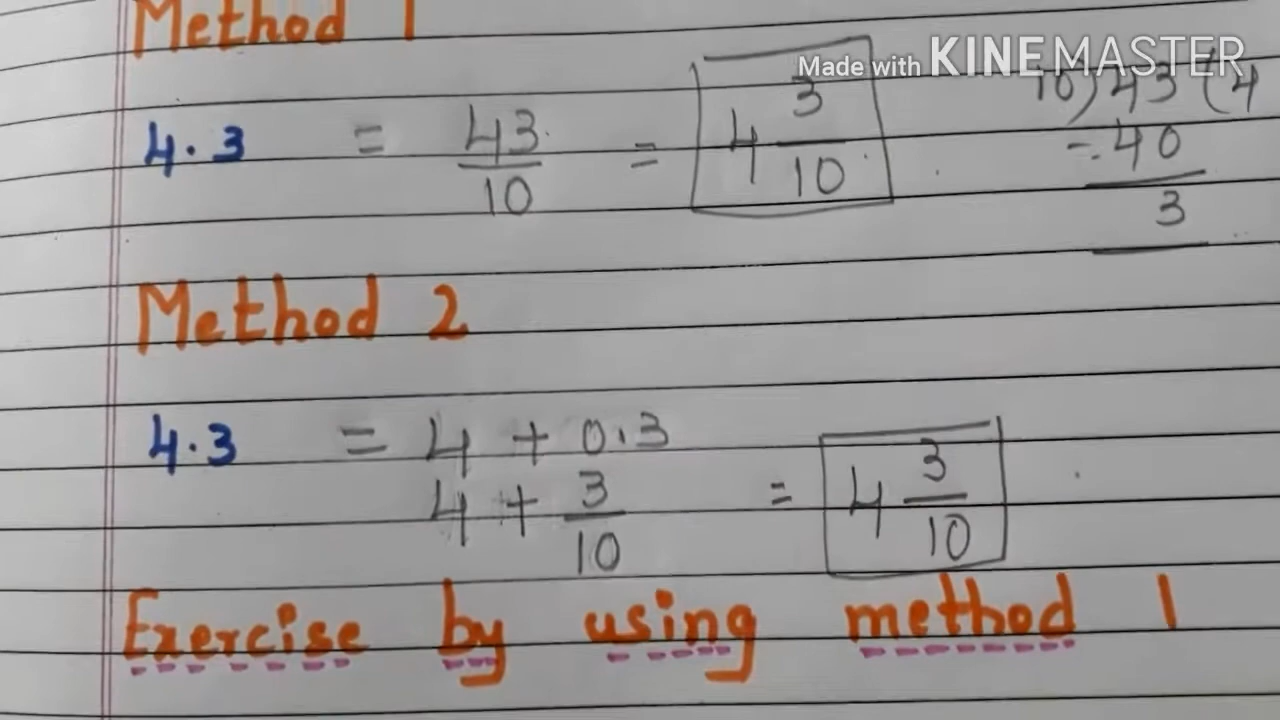 Method 1
Made with KINEMASTER
4.3 = 43/10 = 4 3/10
10)43(4
-40
3
Method 2
4.3 = 4 + 0.3
4 + 3/10 = 4 3/10
Exercise by using method 1